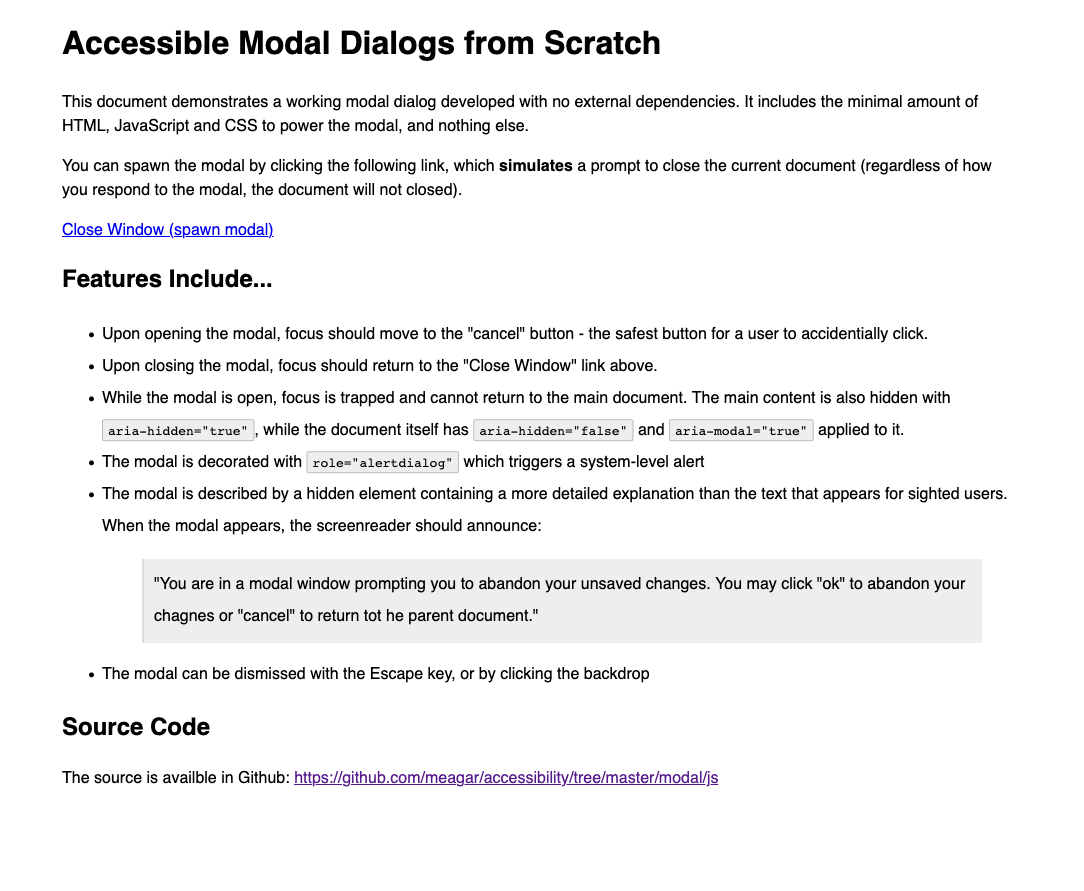 Accessible Modal Dialogs from Scratch
This document demonstrates a working modal dialog developed with no external dependencies. It includes the minimal amount of
HTML, JavaScript and CSS to power the modal, and nothing else.
You can spawn the modal by clicking the following link, which simulates a prompt to close the current document (regardless of how
you respond to the modal, the document will not closed).
Close Window (spawn modal)
Features Include...
• Upon opening the modal, focus should move to the "cancel" button - the safest button for a user to accidentially click.
• Upon closing the modal, focus should return to the "Close Window" link above.
• While the modal is open, focus is trapped and cannot return to the main document. The main content is also hidden with
aria-hidden="true", while the document itself has aria-hidden="false" and aria-modal="true" applied to it.
• The modal is decorated with role="alertdialog" which triggers a system-level alert
• The modal is described by a hidden element containing a more detailed explanation than the text that appears for sighted users.
When the modal appears, the screenreader should announce:
"You are in a modal window prompting you to abandon your unsaved changes. You may click "ok" to abandon your
chagnes or "cancel" to return tot he parent document."
• The modal can be dismissed with the Escape key, or by clicking the backdrop
Source Code
The source is availble in Github: https://github.com/meagar/accessibility/tree/master/modal/js